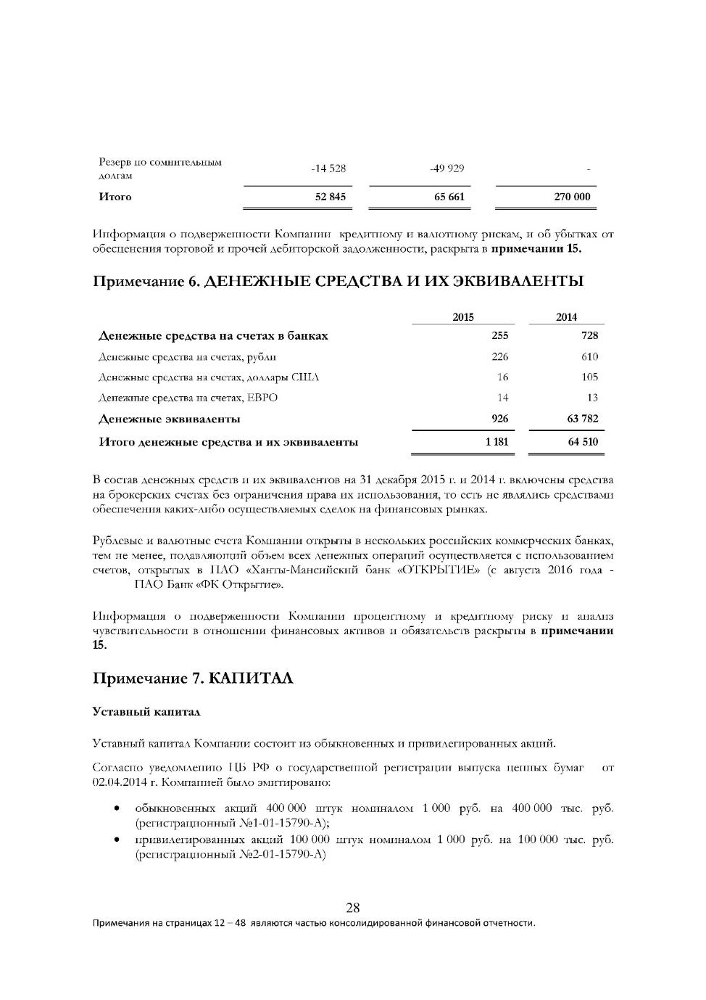 Резерв по сомнительным
долгам
-14 528 -49 929 -
Итого 52 845 65 661 270 000
Информация о подверженности Компании кредитному и валютному рискам, и об убытках от
обесценения торговой и прочей дебиторской задолженности, раскрыта в примечании 15.
Примечание 6. ДЕНЕЖНЫЕ СРЕДСТВА И ИХ ЭКВИВАЛЕНТЫ
2015 2014
Денежные средства на счетах в банках 255 728
Денежные средства на счетах, рубли 226 610
Денежные средства на счетах, доллары США 16 105
Денежные средства на счетах, ЕВРО 14 13
Денежные эквиваленты 926 63 782
Итого денежные средства и их эквиваленты 1 181 64 510
В состав денежных средств и их эквивалентов на 31 декабря 2015 г. и 2014 г. включены средства
на брокерских счетах без ограничения права их использования, то есть не являлись средствами
обеспечения каких-либо осуществляемых сделок на финансовых рынках.
Рублевые и валютные счета Компании открыты в нескольких российских коммерческих банках,
тем не менее, подавляющий объем всех денежных операций осуществляется с использованием
счетов, открытых в ПАО «Ханты-Мансийский банк «ОТКРЫТИЕ» (с августа 2016 года -
ПАО Банк «ФК Открытие».
Информация о подверженности Компании процентному и кредитному риску и анализ
чувствительности в отношении финансовых активов и обязательств раскрыты в примечании
15.
Примечание 7. КАПИТАЛ
Уставный капитал
Уставный капитал Компании состоит из обыкновенных и привилегированных акций.
Согласно уведомлению ЦБ РФ о государственной регистрации выпуска ценных бумаг от
02.04.2014 г. Компанией было эмитировано:
• обыкновенных акций 400 000 штук номиналом 1 000 руб. на 400 000 тыс. руб.
(регистрационный №1-01-15790-А);
• привилегированных акций 100 000 штук номиналом 1 000 руб. на 100 000 тыс. руб.
(регистрационный №2-01-15790-А)
28
Примечания на страницах 12 – 48 являются частью консолидированной финансовой отчетности.